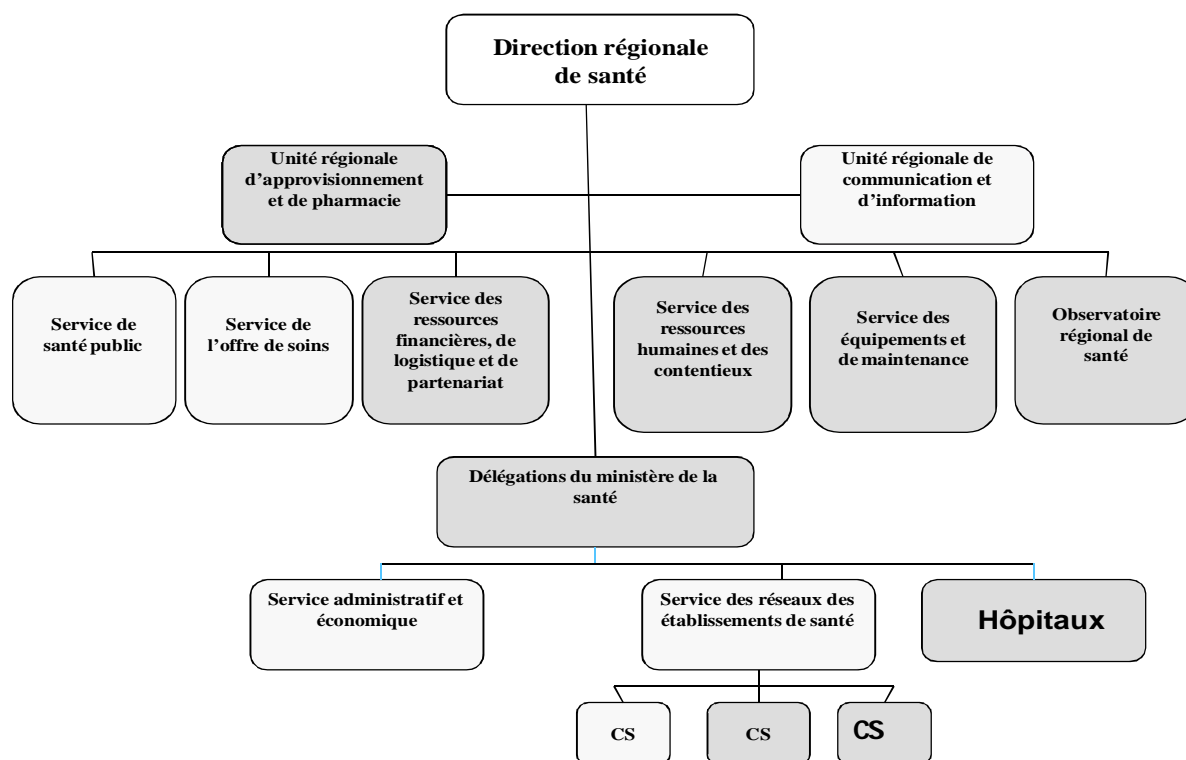 Direction régionale
de santé
Unité régionale
d’approvisionnement
et de pharmacie
Unité régionale de
communication et
d’information
Service de
santé public
Service de
l’offre de soins
Service des
ressources
financières, de
logistique et de
partenariat
Service des
ressources
humaines et des
contentieux
Service des
équipements et
de maintenance
Observatoire
régional de
santé
Délégations du ministère de la
santé
Service administratif et
économique
Service des réseaux des
établissements de santé
Hôpitaux
CS
CS
CS